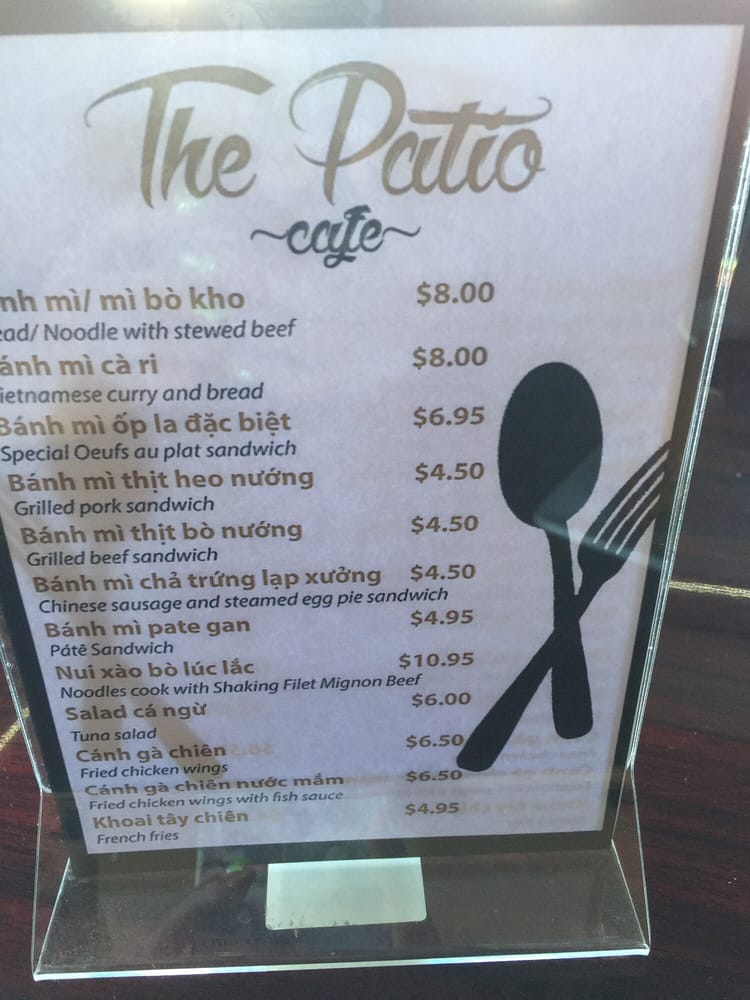 The Patio
~cafe~
nh mì/ mì bò kho $8.00
ead/ Noodle with stewed beef
ánh mì cà ri $8.00
ietnamese curry and bread
Bánh mì ốp la đặc biệt $6.95
Special Oeufs au plat sandwich
Bánh mì thịt heo nướng $4.50
Grilled pork sandwich
Bánh mì thịt bò nướng $4.50
Grilled beef sandwich
Bánh mì chả trứng lạp xưởng $4.50
Chinese sausage and steamed egg pie sandwich
Bánh mì pate gan $4.95
Pátê Sandwich
Nui xào bò lúc lắc $10.95
Noodles cook with Shaking Filet Mignon Beef
Salad cá ngừ $6.00
Tuna salad
Cánh gà chiên $6.50
Fried chicken wings
Cánh gà chiên nước mắm $6.50
Fried chicken wings with fish sauce
Khoai tây chiên $4.95
French fries